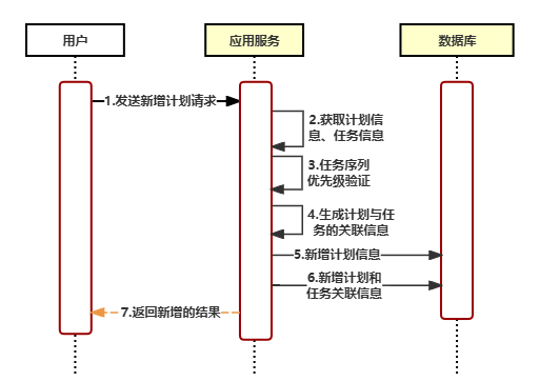 用户
应用服务
数据库
1.发送新增计划请求
2.获取计划信
息、任务信息
3.任务序列
优先级验证
4.生成计划与任
务的关联信息
5.新增计划信息
6.新增计划和
任务关联信息
7.返回新增的结果